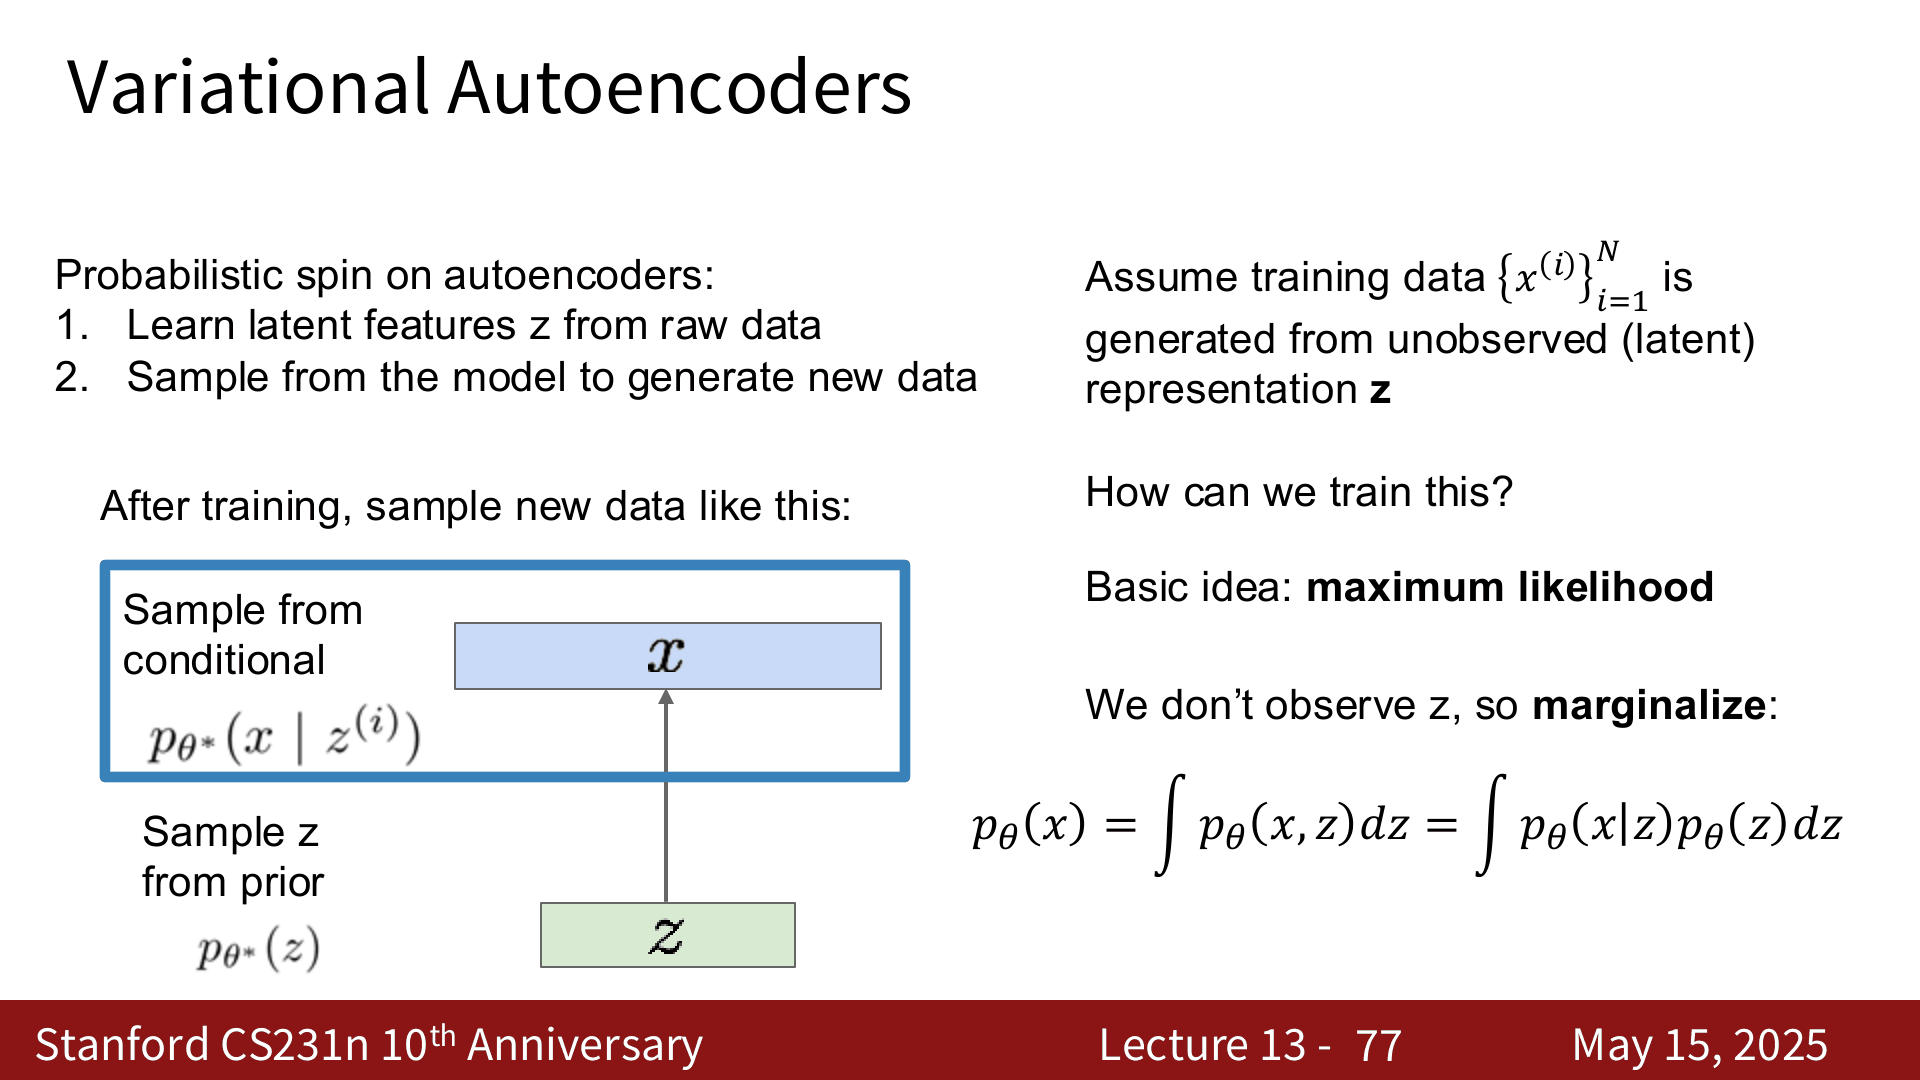 Variational Autoencoders
Probabilistic spin on autoencoders:
1. Learn latent features z from raw data
2. Sample from the model to generate new data
After training, sample new data like this:
Sample from
conditional
x
p_{θ*}(x | z^{(i)})
Sample z
from prior
p_{θ*}(z)
z
Assume training data {x^{(i)}}_{i=1}^{N} is
generated from unobserved (latent)
representation z
How can we train this?
Basic idea: maximum likelihood
We don’t observe z, so marginalize:
p_θ(x) = ∫ p_θ(x, z)dz = ∫ p_θ(x|z)p_θ(z)dz
Stanford CS231n 10th Anniversary
Lecture 13 - 77
May 15, 2025